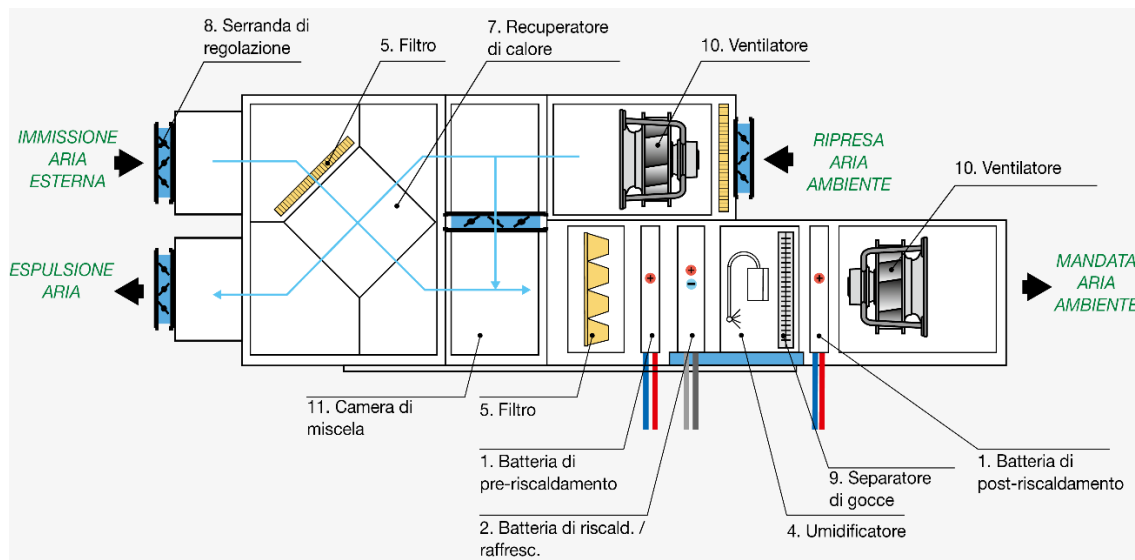 8. Serranda di
regolazione
5. Filtro
7. Recuperatore
di calore
10. Ventilatore
IMMISSIONE
ARIA
ESTERNA
RIPRESA
ARIA
AMBIENTE
10. Ventilatore
ESPULSIONE
ARIA
MANDATA
ARIA
AMBIENTE
+
+
−
+
11. Camera di
miscela
5. Filtro
1. Batteria di
pre-riscaldamento
2. Batteria di riscald. /
raffresc.
9. Separatore
di gocce
4. Umidificatore
1. Batteria di
post-riscaldamento